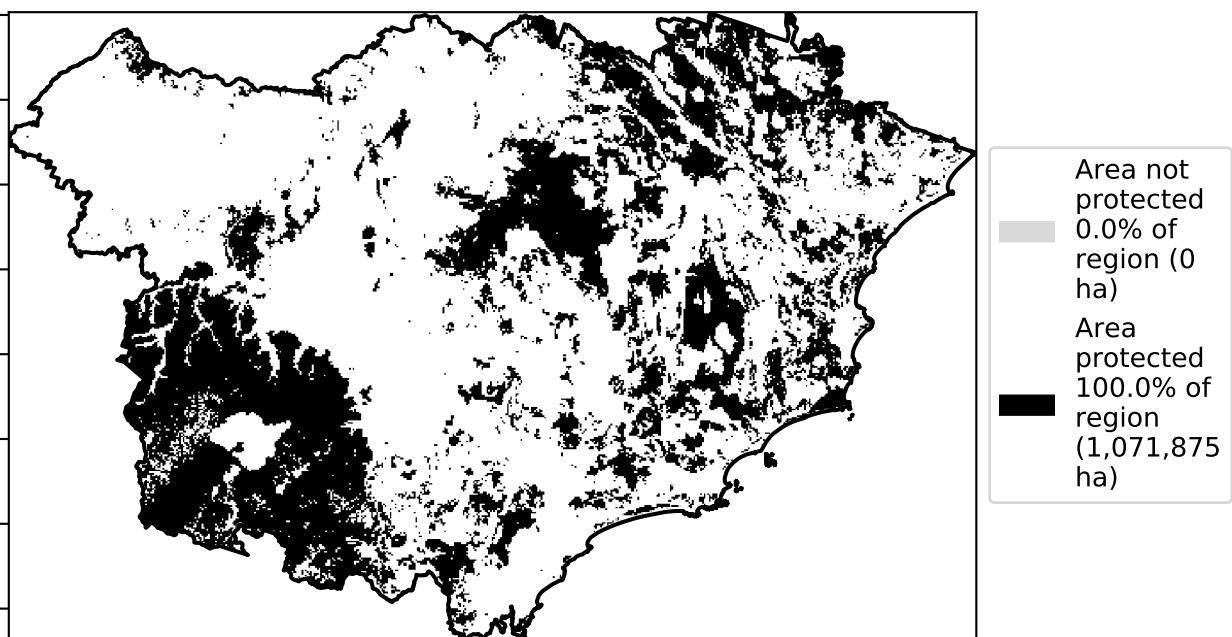 Area not
protected
0.0% of
region (0
ha)
Area
protected
100.0% of
region
(1,071,875
ha)